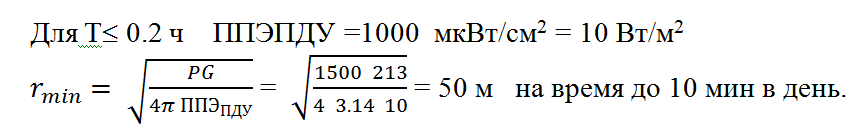 Для Т≤ 0.2 ч ППЭПДУ =1000 мкВт/см² = 10 Вт/м²
r_min = √(PG / 4π ППЭ_ПДУ) = √(1500 213 / 4 3.14 10) = 50 м на время до 10 мин в день.